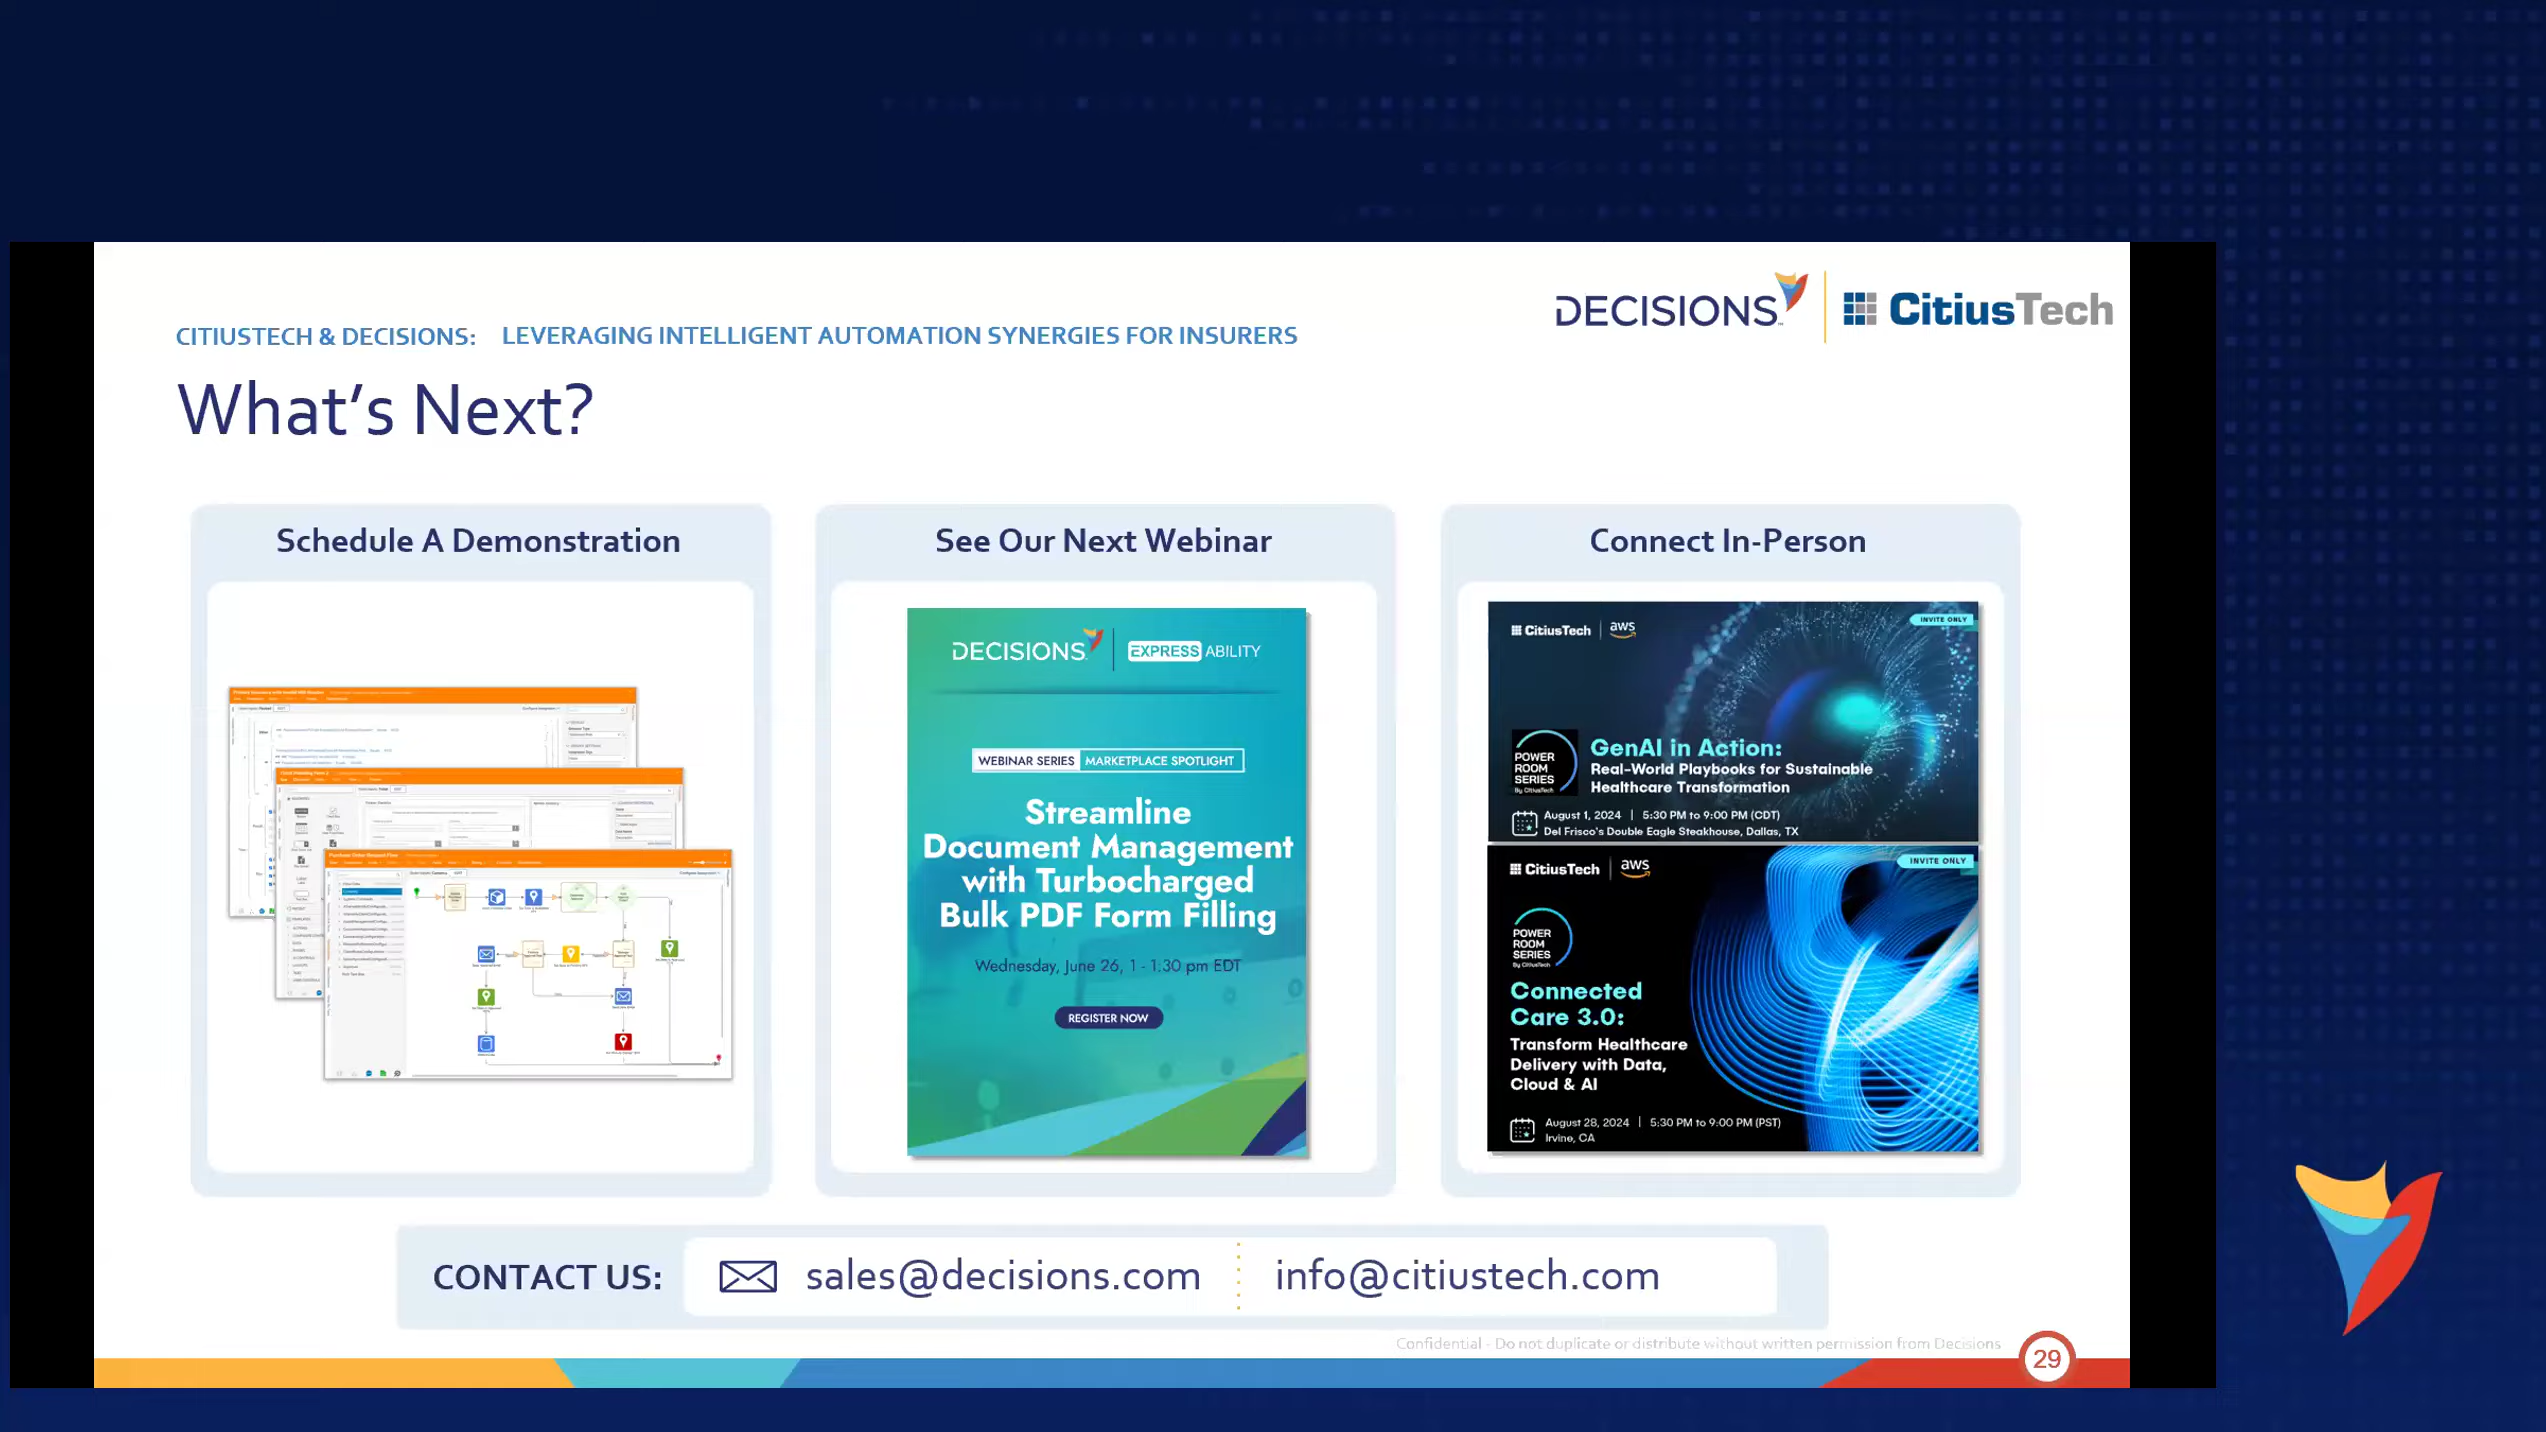 DECISIONS
CitiusTech
CITIUSTECH & DECISIONS: LEVERAGING INTELLIGENT AUTOMATION SYNERGIES FOR INSURERS
What's Next?
Schedule A Demonstration
See Our Next Webinar
DECISIONS
EXPRESS ABILITY
WEBINAR SERIES MARKETPLACE SPOTLIGHT
Streamline
Document Management
with Turbocharged
Bulk PDF Form Filling
Wednesday, June 26, 1 - 1:30 pm EDT
REGISTER NOW
Connect In-Person
CitiusTech aws
INVITE ONLY
POWER
ROOM
SERIES
By CitiusTech
GenAI in Action:
Real-World Playbooks for Sustainable
Healthcare Transformation
August 1, 2024 | 5:30 PM to 9:00 PM (CDT)
Del Frisco's Double Eagle Steakhouse, Dallas, TX
CitiusTech aws
INVITE ONLY
POWER
ROOM
SERIES
By CitiusTech
Connected
Care 3.0:
Transform Healthcare
Delivery with Data,
Cloud & AI
August 28, 2024 | 5:30 PM to 9:00 PM (PST)
Irvine, CA
CONTACT US: sales@decisions.com info@citiustech.com
Confidential - Do not duplicate or distribute without written permission from Decisions
29